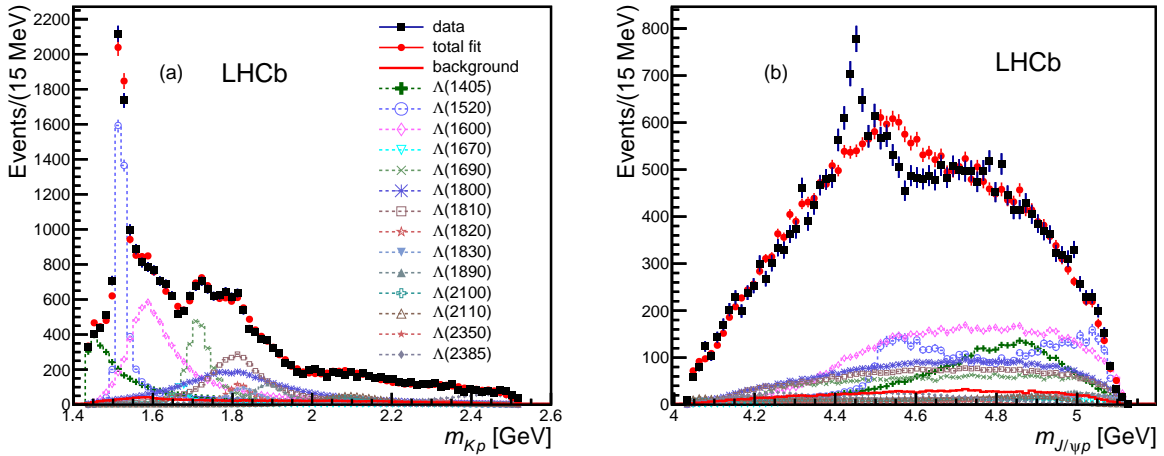 Events/(15 MeV)
2200
2000
1800
1600
1400
1200
1000
800
600
400
200
0
(a)
LHCb
data
total fit
background
Λ(1405)
Λ(1520)
Λ(1600)
Λ(1670)
Λ(1690)
Λ(1800)
Λ(1810)
Λ(1820)
Λ(1830)
Λ(1890)
Λ(2100)
Λ(2110)
Λ(2350)
Λ(2385)
1.4 1.6 1.8 2 2.2 2.4 2.6
m_{Kp} [GeV]
Events/(15 MeV)
800
700
600
500
400
300
200
100
0
(b)
LHCb
4 4.2 4.4 4.6 4.8 5
m_{J/ψp} [GeV]